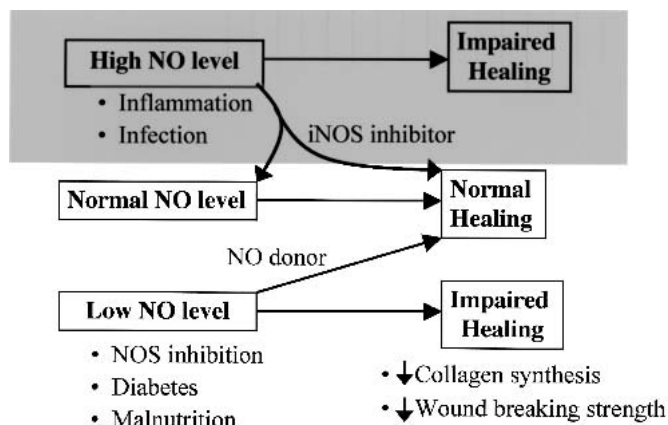 High NO level
Impaired
Healing
• Inflammation
• Infection
iNOS inhibitor
Normal NO level
Normal
Healing
NO donor
Low NO level
Impaired
Healing
• NOS inhibition
• Diabetes
• Malnutrition
• ↓Collagen synthesis
• ↓Wound breaking strength